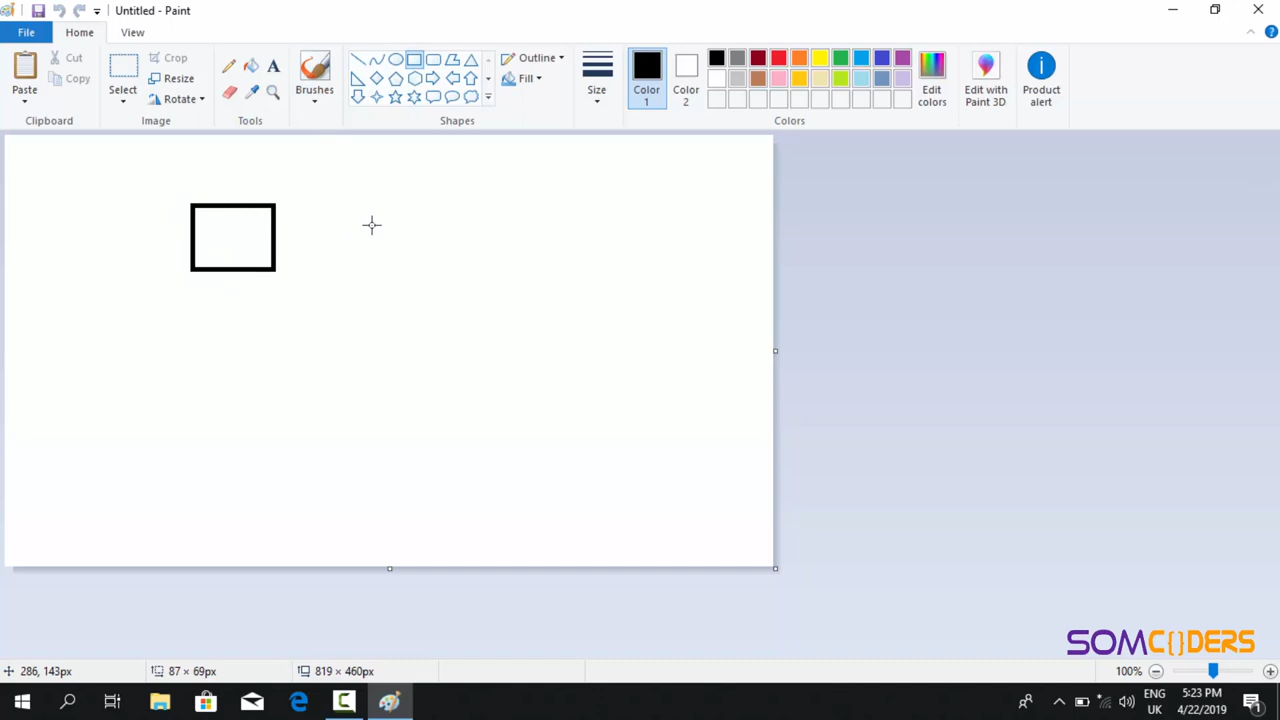 Untitled - Paint
File
Home
View
Paste
Cut
Copy
Clipboard
Select
Crop
Resize
Rotate
Image
A
Tools
Brushes
Outline
Fill
Shapes
Size
Color 1
Color 2
Edit colors
Colors
Edit with Paint 3D
Product alert
SOMC{}DERS
286, 143px
87 × 69px
819 × 460px
100%
ENG
UK
5:23 PM
4/22/2019
1